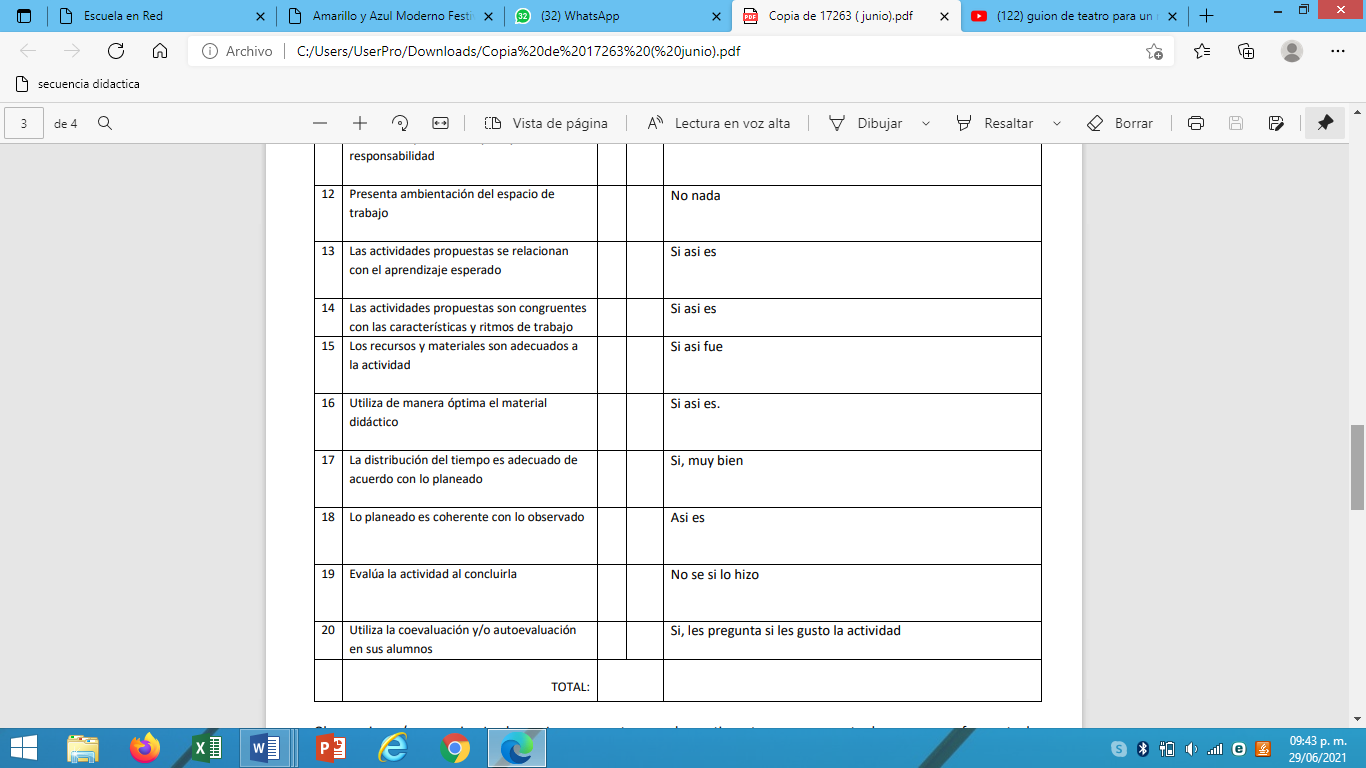 Escuela en Red
Amarillo y Azul Moderno Festi
32 (32) WhatsApp
PDF Copia de 17263 ( junio).pdf
(122) guion de teatro para un
Archivo C:/Users/UserPro/Downloads/Copia%20de%2017263%20(%20junio).pdf
secuencia didactica
3 de 4 Vista de página Lectura en voz alta Dibujar Resaltar Borrar
responsabilidad
12 Presenta ambientación del espacio de No nada
trabajo
13 Las actividades propuestas se relacionan Si asi es
con el aprendizaje esperado
14 Las actividades propuestas son congruentes Si asi es
con las características y ritmos de trabajo
15 Los recursos y materiales son adecuados a Si asi fue
la actividad
16 Utiliza de manera óptima el material Si asi es.
didáctico
17 La distribución del tiempo es adecuado de Si, muy bien
acuerdo con lo planeado
18 Lo planeado es coherente con lo observado Asi es
19 Evalúa la actividad al concluirla No se si lo hizo
20 Utiliza la coevaluación y/o autoevaluación Si, les pregunta si les gusto la actividad
en sus alumnos
TOTAL:
09:43 p. m.
29/06/2021